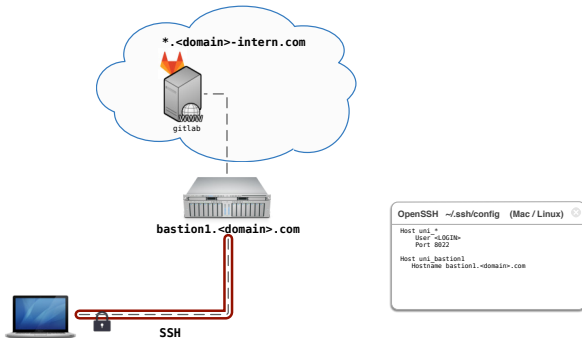 *.<domain>-intern.com
WWW
gitlab
bastion1.<domain>.com
SSH
OpenSSH ~/.ssh/config (Mac / Linux)
Host uni_*
User <LOGIN>
Port 8022
Host uni_bastion1
Hostname bastion1.<domain>.com